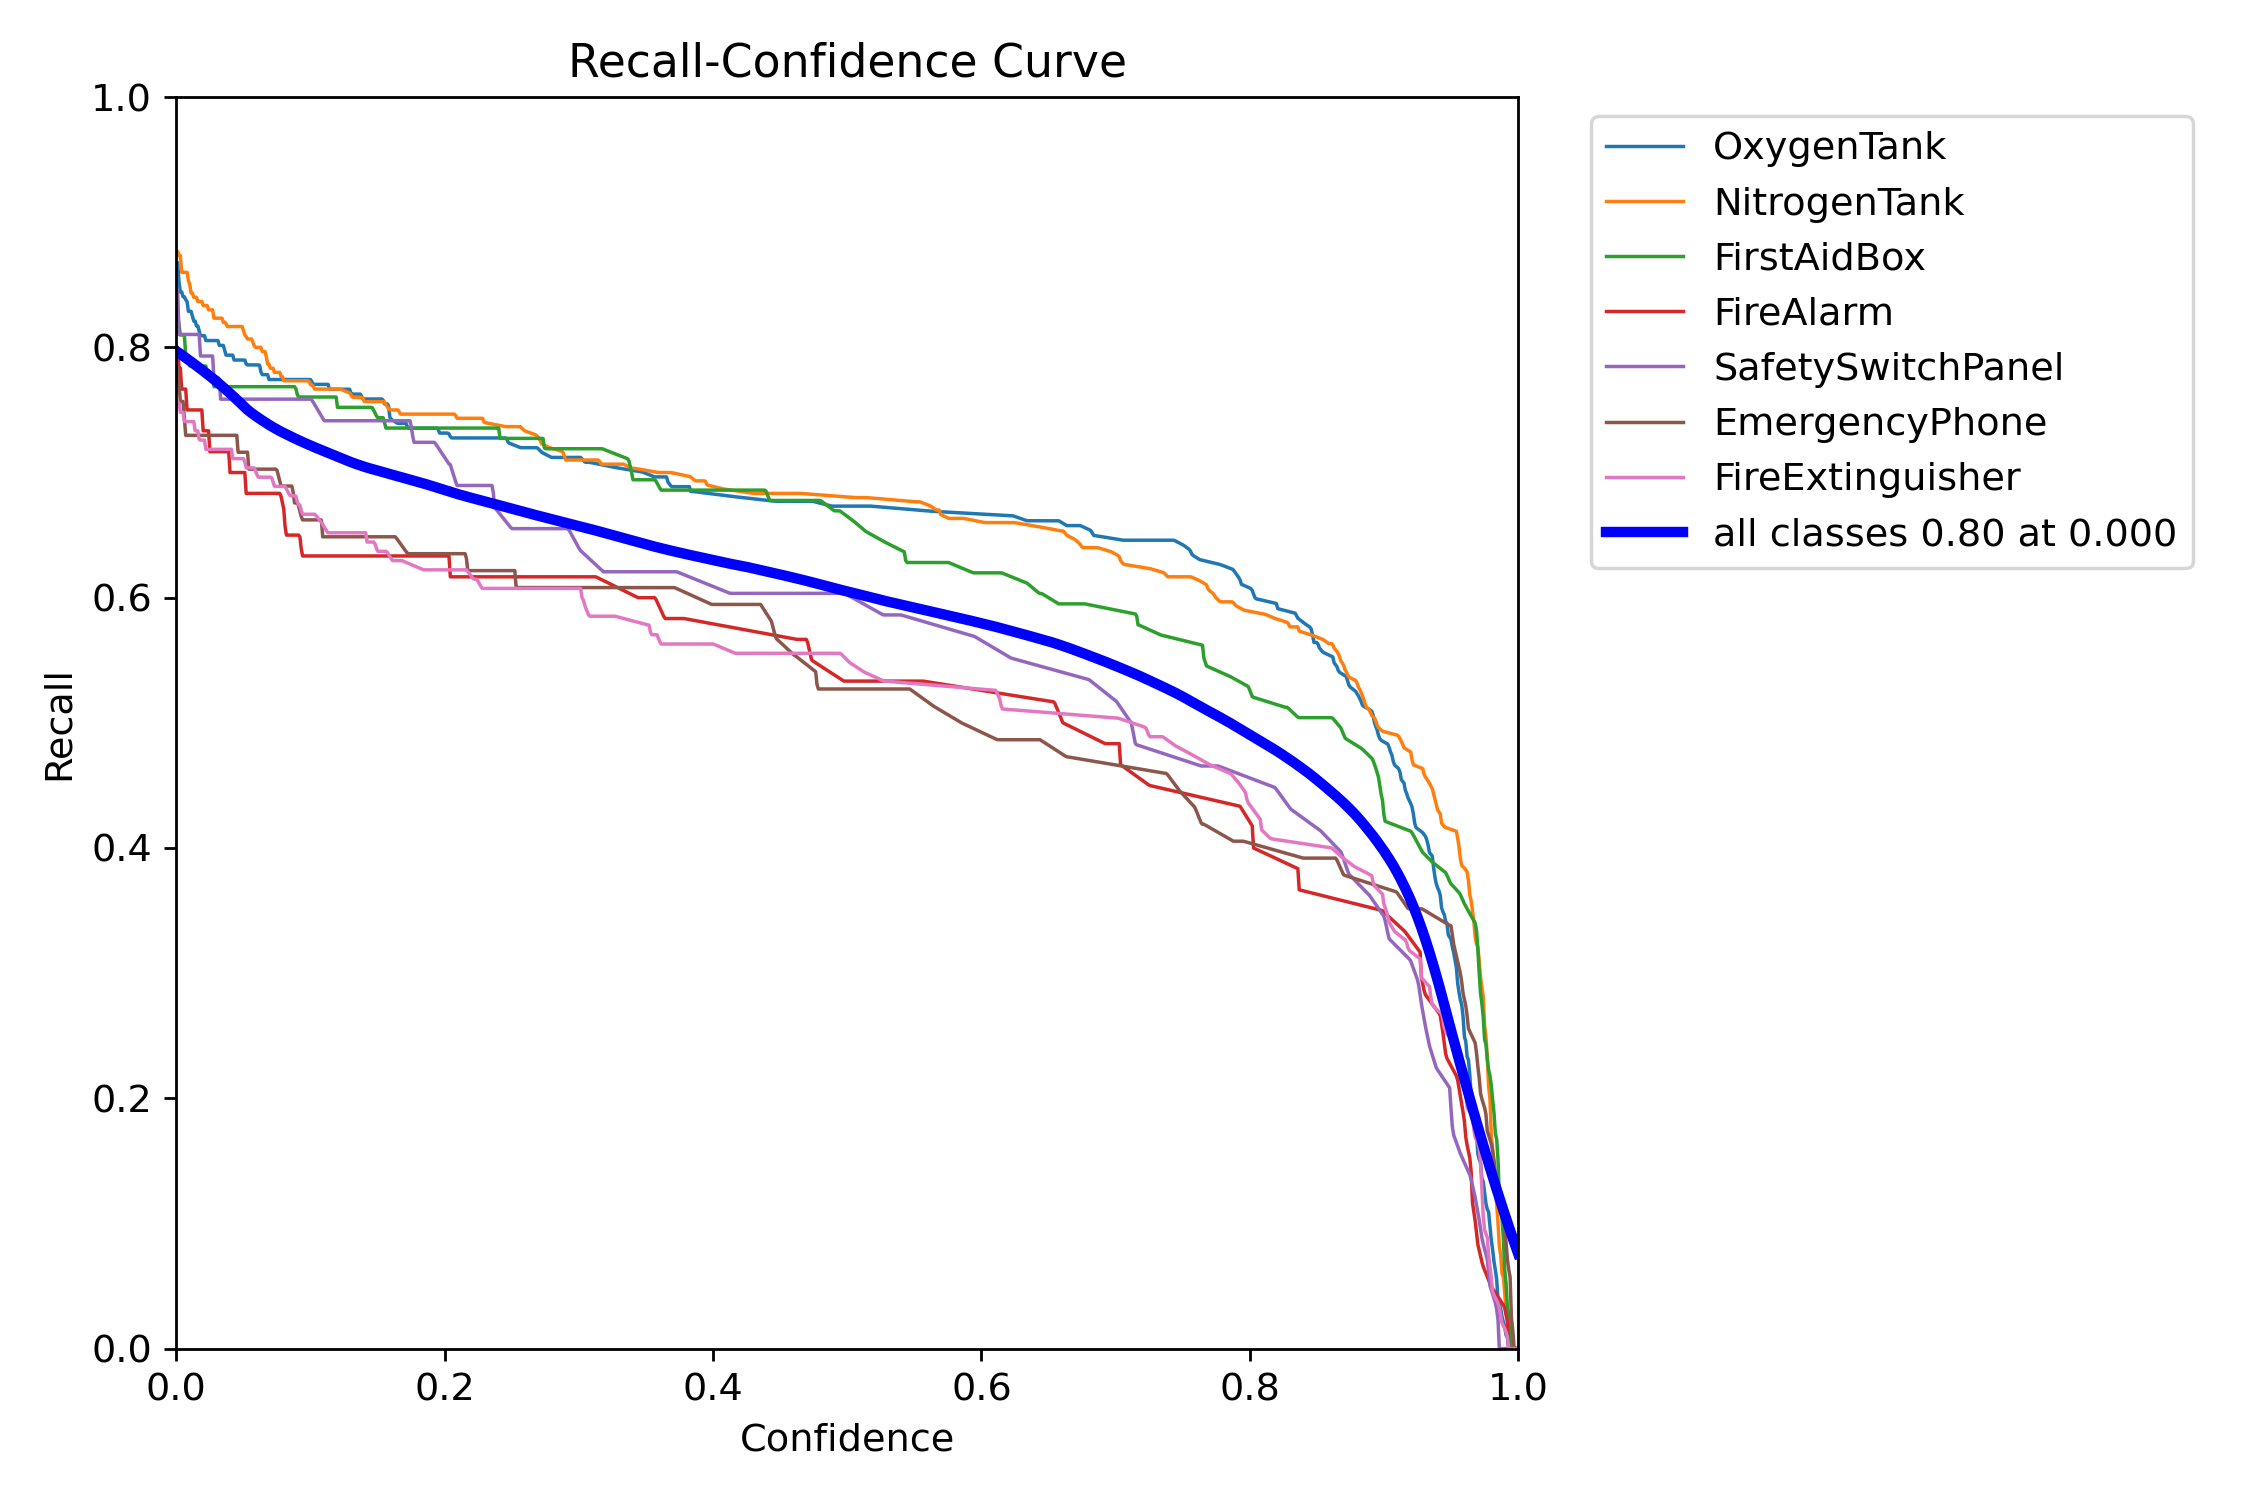 Recall-Confidence Curve
1.0
0.8
0.6
0.4
0.2
0.0
Recall
0.0 0.2 0.4 0.6 0.8 1.0
Confidence
OxygenTank
NitrogenTank
FirstAidBox
FireAlarm
SafetySwitchPanel
EmergencyPhone
FireExtinguisher
all classes 0.80 at 0.000